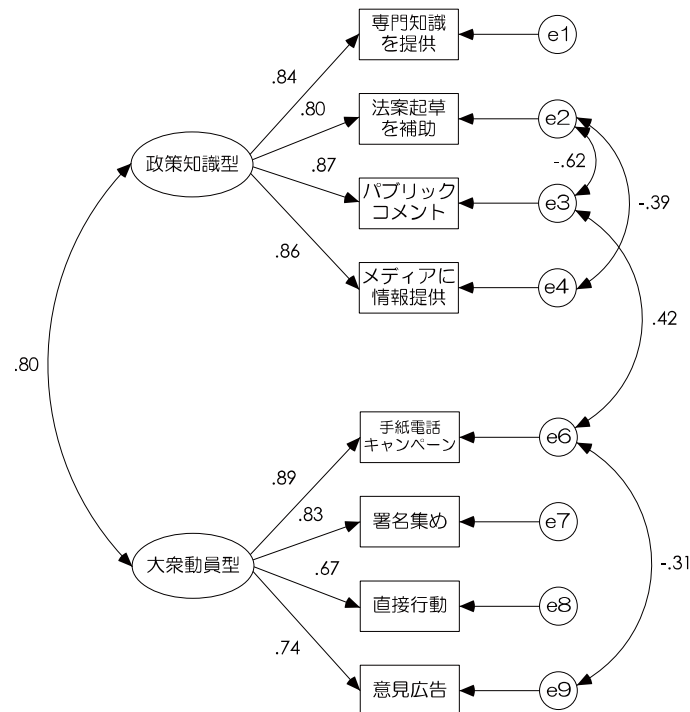 専門知識
を提供
e1
.84
.80
法案起草
を補助
e2
政策知識型
.87
-.62
パブリック
コメント
e3
-.39
.86
メディアに
情報提供
e4
.42
.80
手紙電話
キャンペーン
e6
.89
.83
署名集め
e7
大衆動員型
.67
-.31
直接行動
e8
.74
意見広告
e9